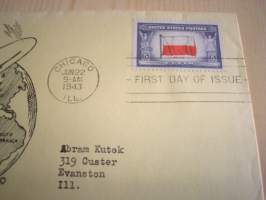 UNITED STATES POSTAGE
CHICAGO
JUN 22
9-AM
1943
ILL.
FIRST DAY OF ISSUE
Abram Kutok
319 Custer
Evanston
Ill.